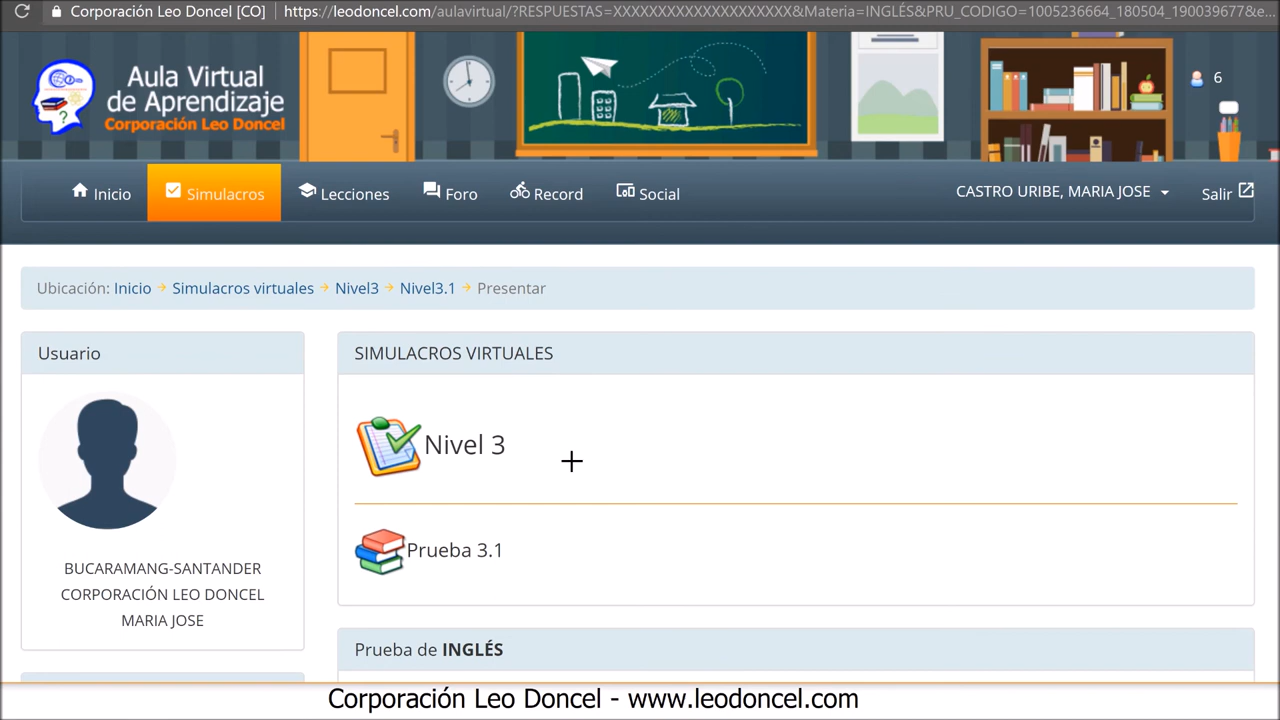 Corporación Leo Doncel [CO] https://leodoncel.com/aulavirtual/?RESPUESTAS=XXXXXXXXXXXXXXXXXXXX&Materia=INGLÉS&PRU_CODIGO=1005236664_180504_190039677&e...
Aula Virtual
de Aprendizaje
Corporación Leo Doncel
6
Inicio Simulacros Lecciones Foro Record Social CASTRO URIBE, MARIA JOSE Salir
Ubicación: Inicio Simulacros virtuales Nivel3 Nivel3.1 Presentar
Usuario
SIMULACROS VIRTUALES
Nivel 3
Prueba 3.1
BUCARAMANG-SANTANDER
CORPORACIÓN LEO DONCEL
MARIA JOSE
Prueba de INGLÉS
Corporación Leo Doncel - www.leodoncel.com